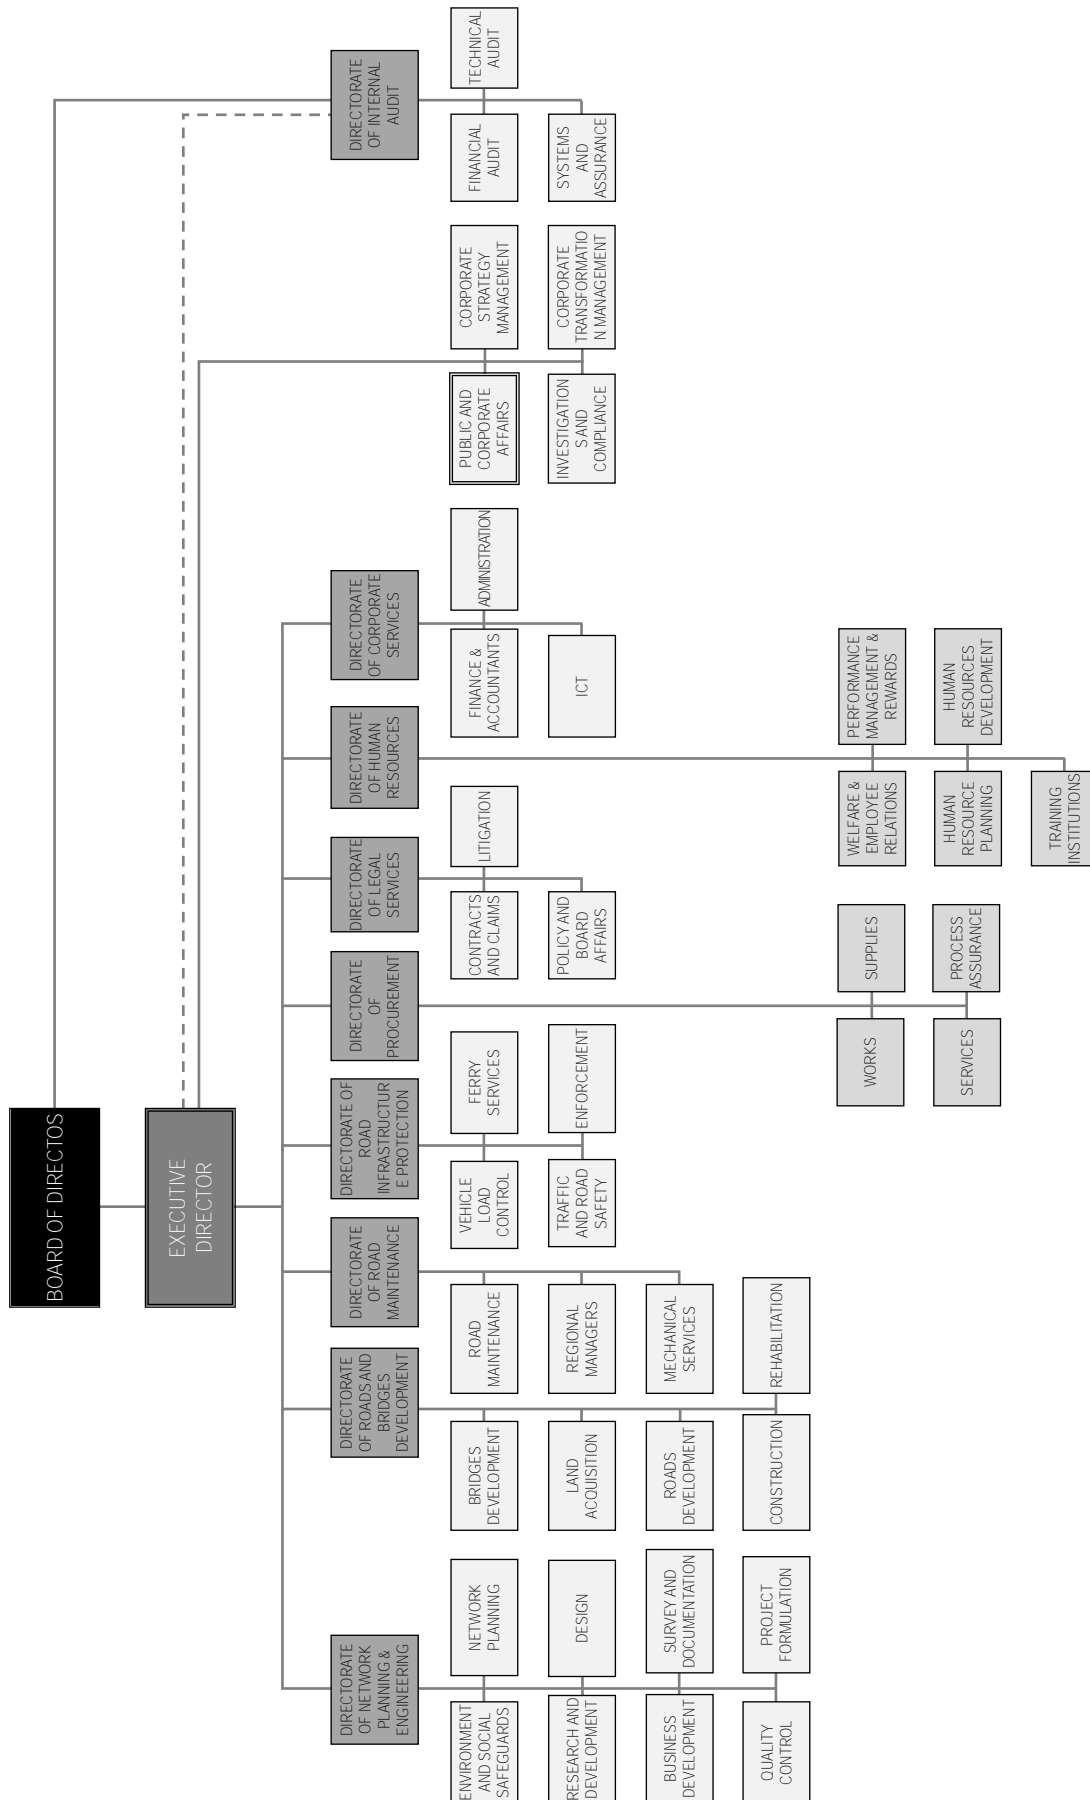 BOARD OF DIRECTOS
EXECUTIVE
DIRECTOR
DIRECTORATE
OF NETWORK
PLANNING &
ENGINEERING
DIRECTORATE
OF ROADS AND
BRIDGES
DEVELOPMENT
DIRECTORATE
OF ROAD
MAINTENANCE
DIRECTORATE OF
ROAD
INFRASTRUCTUR
E PROTECTION
DIRECTORATE
OF
PROCUREMENT
DIRECTORATE
OF LEGAL
SERVICES
DIRECTORATE
OF HUMAN
RESOURCES
DIRECTORATE
OF CORPORATE
SERVICES
DIRECTORATE
OF INTERNAL
AUDIT
ENVIRONMENT
AND SOCIAL
SAFEGUARDS
NETWORK
PLANNING
RESEARCH AND
DEVELOPMENT
DESIGN
BUSINESS
DEVELOPMENT
SURVEY AND
DOCUMENTATION
QUALITY
CONTROL
PROJECT
FORMULATION
BRIDGES
DEVELOPMENT
LAND
ACQUISITION
ROADS
DEVELOPMENT
CONSTRUCTION
REHABILITATION
ROAD
MAINTENANCE
REGIONAL
MANAGERS
MECHANICAL
SERVICES
VEHICLE
LOAD
CONTROL
FERRY
SERVICES
TRAFFIC
AND ROAD
SAFETY
ENFORCEMENT
WORKS
SUPPLIES
SERVICES
PROCESS
ASSURANCE
CONTRACTS
AND CLAIMS
LITIGATION
POLICY AND
BOARD
AFFAIRS
WELFARE &
EMPLOYEE
RELATIONS
PERFORMANCE
MANAGEMENT &
REWARDS
HUMAN
RESOURCE
PLANNING
HUMAN
RESOURCES
DEVELOPMENT
TRAINING
INSTITUTIONS
FINANCE &
ACCOUNTANTS
ADMINISTRATION
ICT
PUBLIC AND
CORPORATE
AFFAIRS
CORPORATE
STRATEGY
MANAGEMENT
INVESTIGATION
S AND
COMPLIANCE
CORPORATE
TRANSFORMATIO
N MANAGEMENT
FINANCIAL
AUDIT
TECHNICAL
AUDIT
SYSTEMS
AND
ASSURANCE